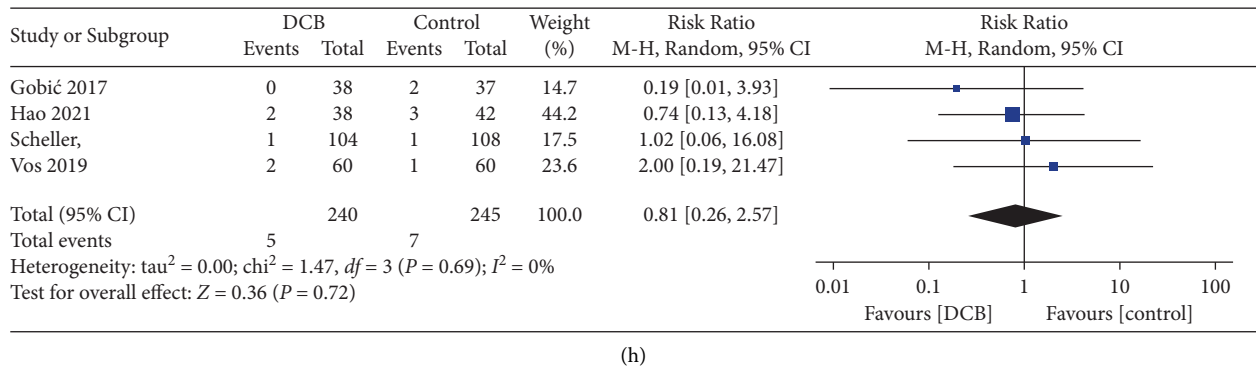 Study or Subgroup DCB Control Weight Risk Ratio Risk Ratio
Events Total Events Total (%) M-H, Random, 95% CI M-H, Random, 95% CI
Gobić 2017 0 38 2 37 14.7 0.19 [0.01, 3.93]
Hao 2021 2 38 3 42 44.2 0.74 [0.13, 4.18]
Scheller, 1 104 1 108 17.5 1.02 [0.06, 16.08]
Vos 2019 2 60 1 60 23.6 2.00 [0.19, 21.47]
Total (95% CI) 240 245 100.0 0.81 [0.26, 2.57]
Total events 5 7
Heterogeneity: tau² = 0.00; chi² = 1.47, df = 3 (P = 0.69); I² = 0%
Test for overall effect: Z = 0.36 (P = 0.72)
0.01 0.1 1 10 100
Favours [DCB] Favours [control]
(h)